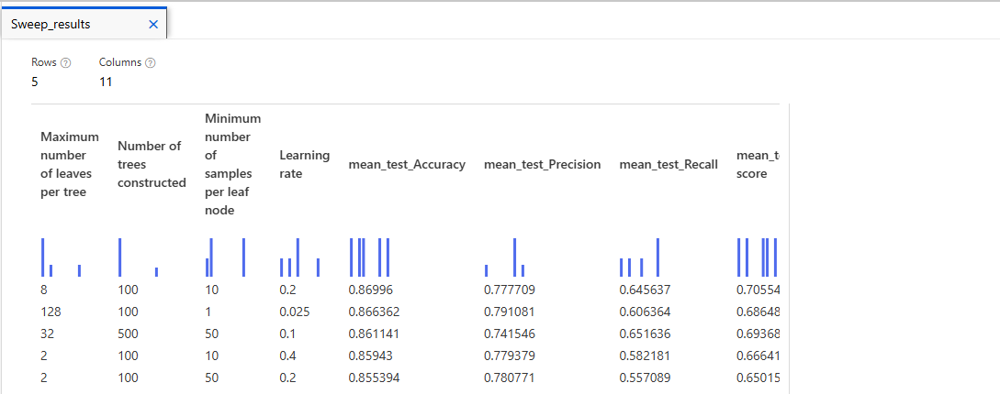 Sweep_results
Rows Columns
5 11
Maximum number of leaves per tree
Number of trees constructed
Minimum number of samples per leaf node
Learning rate
mean_test_Accuracy
mean_test_Precision
mean_test_Recall
score
8 100 10 0.2 0.86996 0.777709 0.645637 0.70554
128 100 1 0.025 0.866362 0.791081 0.606364 0.68648
32 500 50 0.1 0.861141 0.741546 0.651636 0.69368
2 100 10 0.4 0.85943 0.779379 0.582181 0.66641
2 100 50 0.2 0.855394 0.780771 0.557089 0.65015